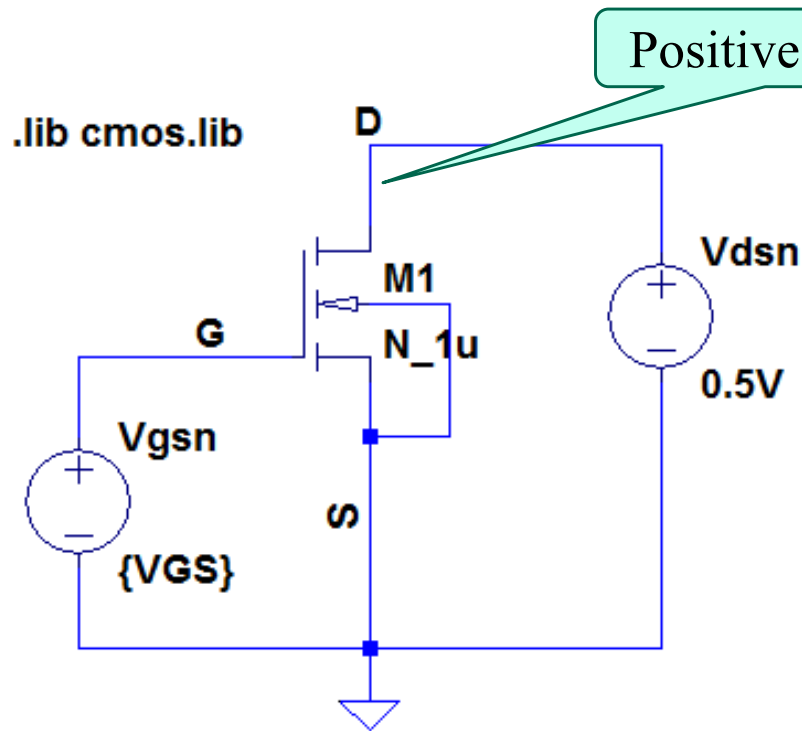 Positive
.lib cmos.lib
D
Vdsn
M1
G
N_1u
0.5V
Vgsn
S
{VGS}